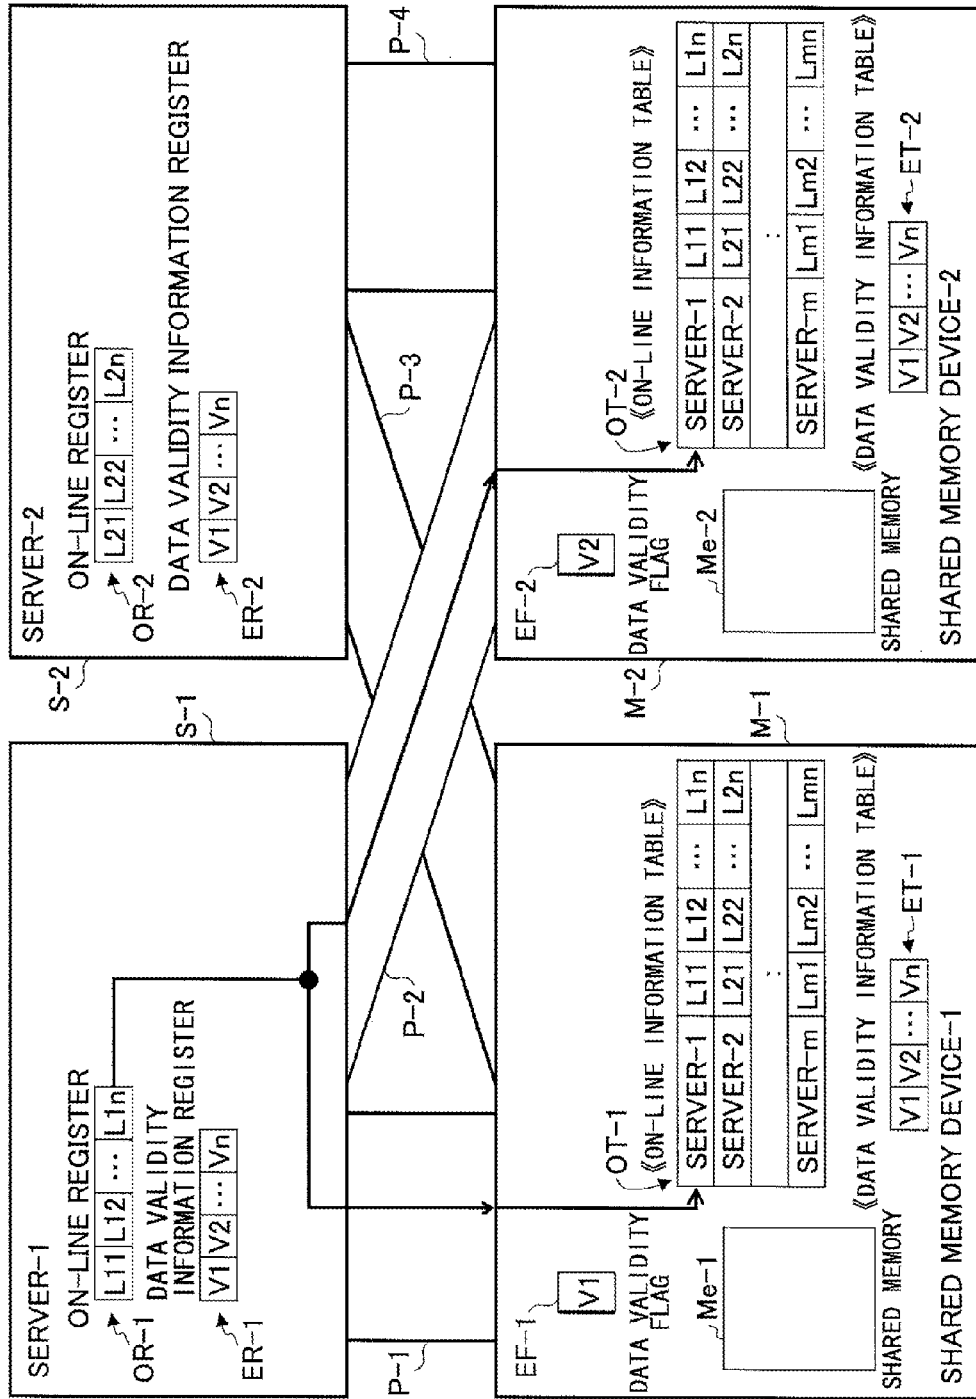 SERVER-1
ON-LINE REGISTER
L11 L12 ... L1n
OR-1
DATA VALIDITY
INFORMATION REGISTER
V1 V2 ... Vn
ER-1
S-1
SERVER-2
ON-LINE REGISTER
L21 L22 ... L2n
OR-2
DATA VALIDITY INFORMATION REGISTER
V1 V2 ... Vn
ER-2
S-2
P-1
P-2
P-3
P-4
EF-1
V1
DATA VALIDITY
FLAG
Me-1
SHARED MEMORY
OT-1
《ON-LINE INFORMATION TABLE》
SERVER-1 L11 L12 ... L1n
SERVER-2 L21 L22 ... L2n
:
SERVER-m Lm1 Lm2 ... Lmn
《DATA VALIDITY INFORMATION TABLE》
V1 V2 ... Vn
ET-1
SHARED MEMORY DEVICE-1
M-1
EF-2
V2
DATA VALIDITY
FLAG
Me-2
SHARED MEMORY
OT-2
《ON-LINE INFORMATION TABLE》
SERVER-1 L11 L12 ... L1n
SERVER-2 L21 L22 ... L2n
:
SERVER-m Lm1 Lm2 ... Lmn
《DATA VALIDITY INFORMATION TABLE》
V1 V2 ... Vn
ET-2
SHARED MEMORY DEVICE-2
M-2